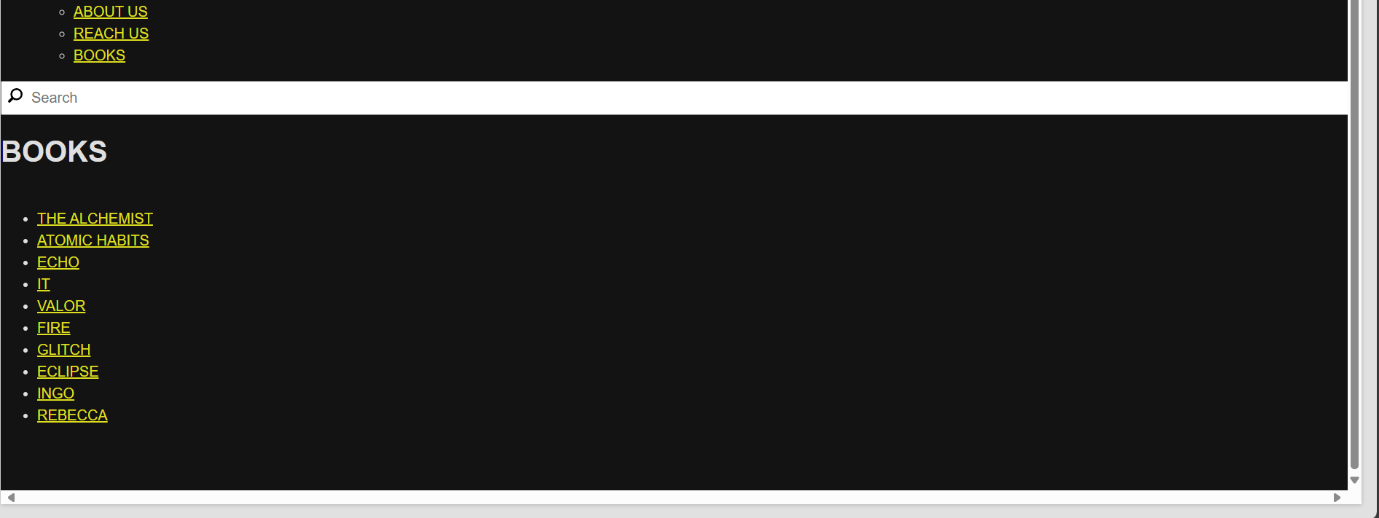 ABOUT US
REACH US
BOOKS
Search
BOOKS
THE ALCHEMIST
ATOMIC HABITS
ECHO
IT
VALOR
FIRE
GLITCH
ECLIPSE
INGO
REBECCA